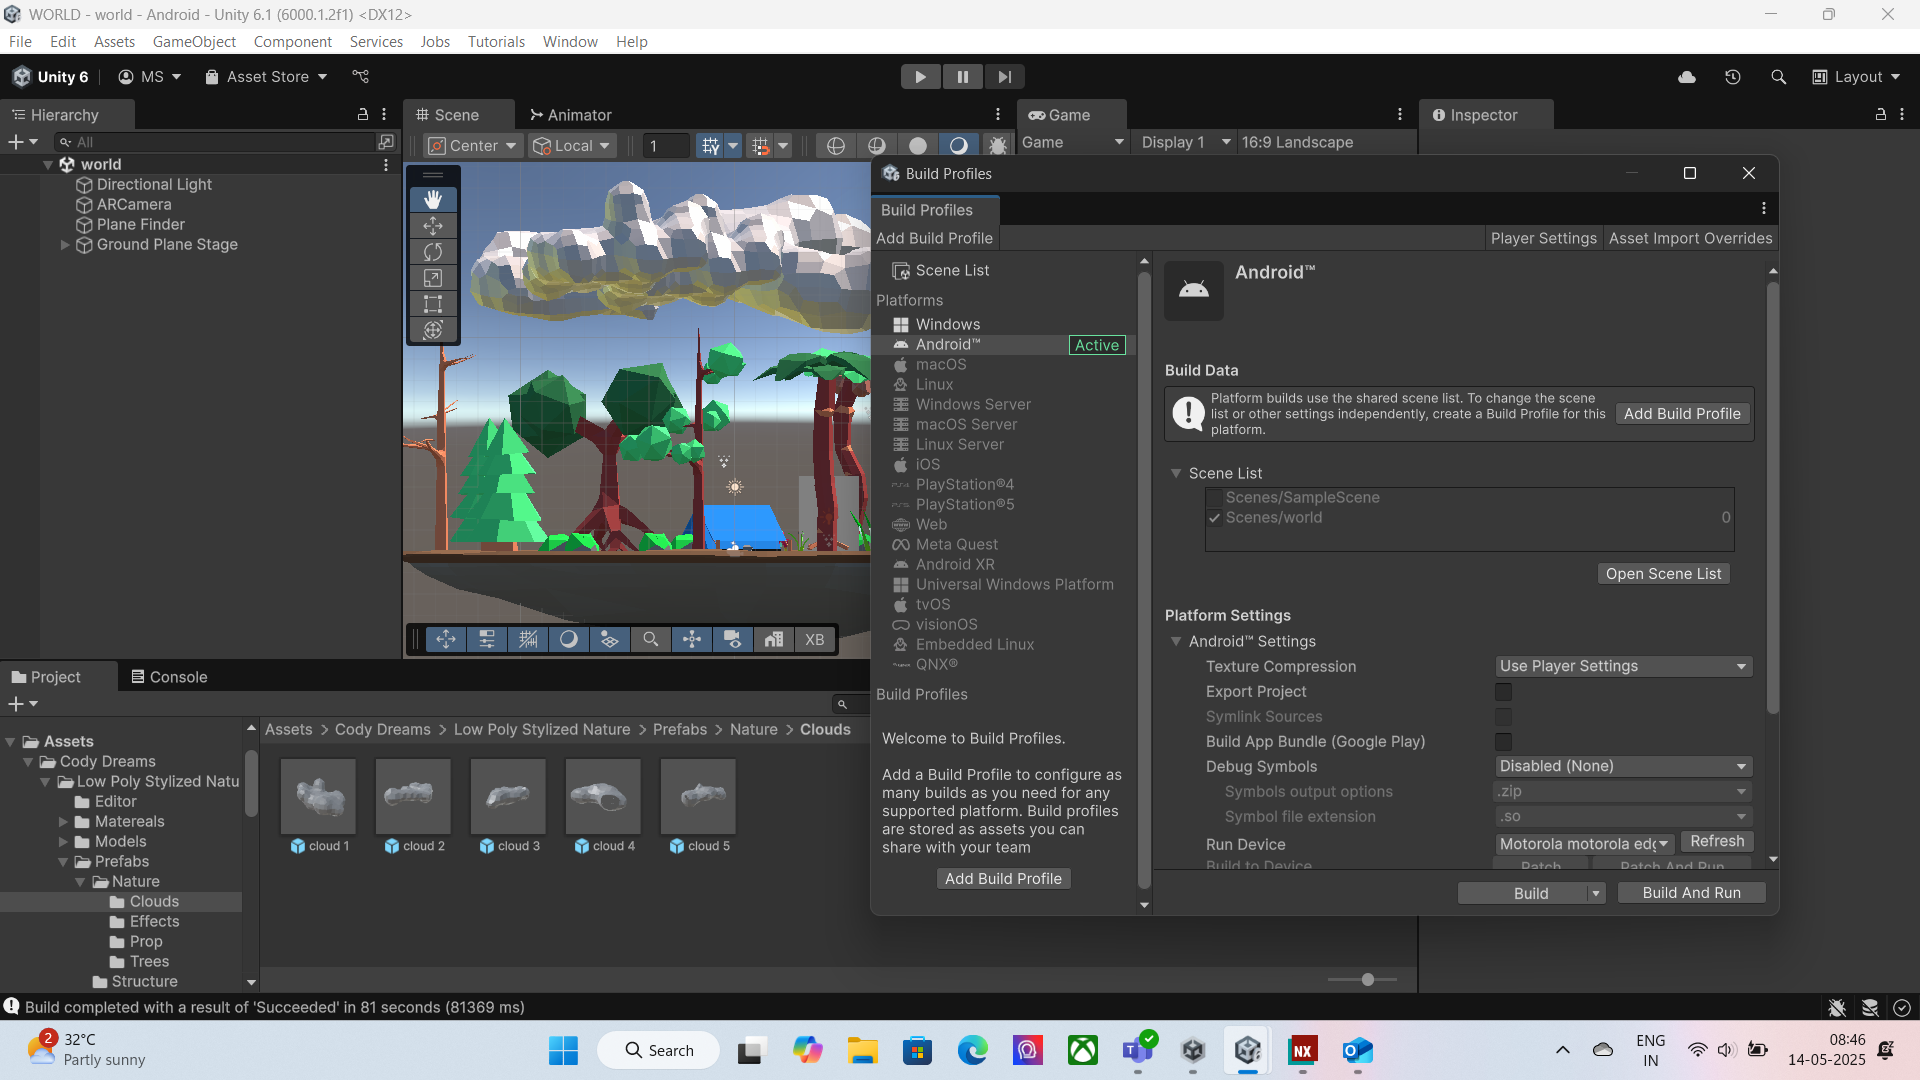 WORLD - world - Android - Unity 6.1 (6000.1.2f1) <DX12>
File Edit Assets GameObject Component Services Jobs Tutorials Window Help
Unity 6 MS Asset Store Layout
Hierarchy
All
world
Directional Light
ARCamera
Plane Finder
Ground Plane Stage
Scene Animator
Center Local 1
XB
Game
Game Display 1 16:9 Landscape
Inspector
Build Profiles
Build Profiles
Add Build Profile Player Settings Asset Import Overrides
Scene List
Platforms
Windows
Android™ Active
macOS
Linux
Windows Server
macOS Server
Linux Server
iOS
PlayStation®4
PlayStation®5
Web
Meta Quest
Android XR
Universal Windows Platform
tvOS
visionOS
Embedded Linux
QNX®
Build Profiles
Welcome to Build Profiles.
Add a Build Profile to configure as
many builds as you need for any
supported platform. Build profiles
are stored as assets you can
share with your team
Add Build Profile
Android™
Build Data
Platform builds use the shared scene list. To change the scene
list or other settings independently, create a Build Profile for this
platform.
Add Build Profile
Scene List
Scenes/SampleScene
Scenes/world 0
Open Scene List
Platform Settings
Android™ Settings
Texture Compression Use Player Settings
Export Project
Symlink Sources
Build App Bundle (Google Play)
Debug Symbols Disabled (None)
Symbols output options .zip
Symbol file extension .so
Run Device Motorola motorola edg Refresh
Build to Device Patch Patch And Run
Build Build And Run
Project Console
Assets
Cody Dreams
Low Poly Stylized Natu
Editor
Matereals
Models
Prefabs
Nature
Clouds
Effects
Prop
Trees
Structure
Assets > Cody Dreams > Low Poly Stylized Nature > Prefabs > Nature > Clouds
cloud 1 cloud 2 cloud 3 cloud 4 cloud 5
Build completed with a result of 'Succeeded' in 81 seconds (81369 ms)
2
32°C
Partly sunny
Search
NX
ENG
IN
08:46
14-05-2025